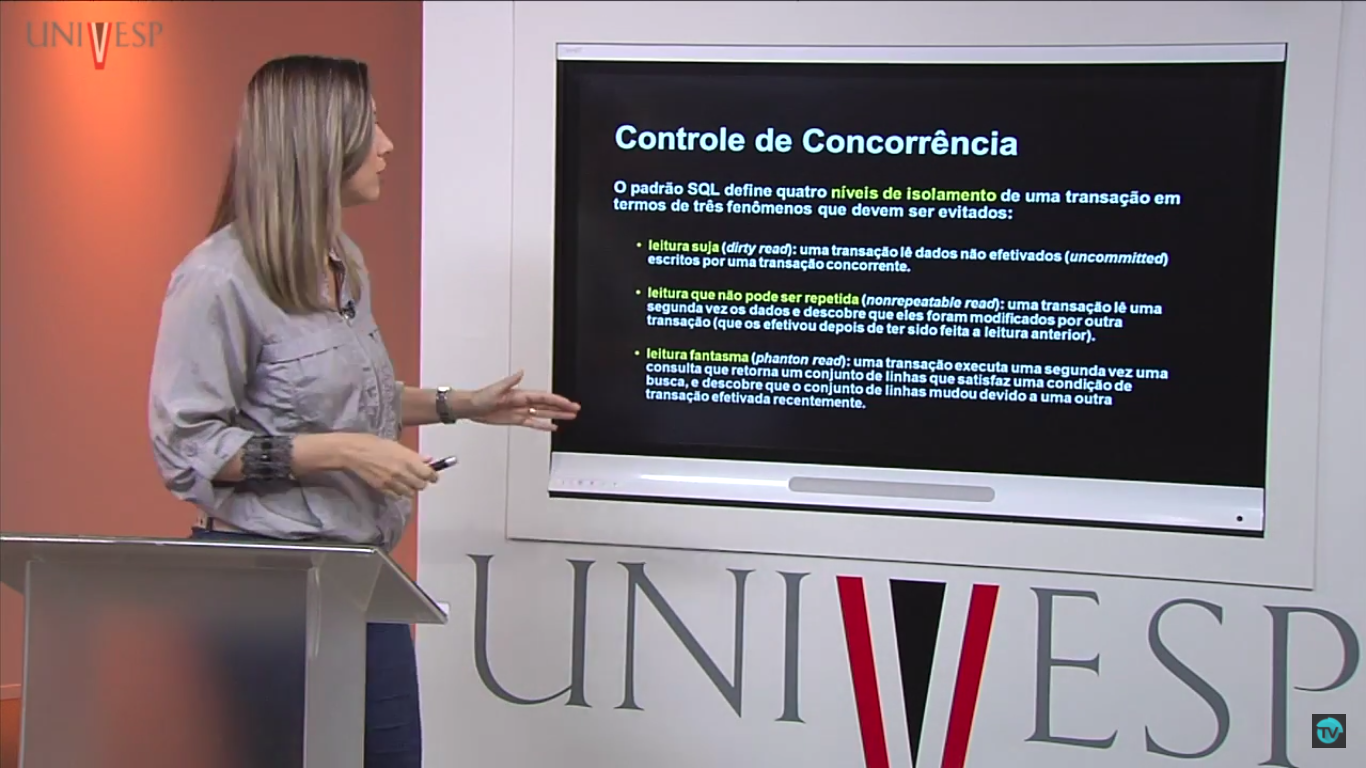 UNIVESP
Controle de Concorrência
O padrão SQL define quatro níveis de isolamento de uma transação em
termos de três fenômenos que devem ser evitados:
• leitura suja (dirty read): uma transação lê dados não efetivados (uncommitted)
escritos por uma transação concorrente.
• leitura que não pode ser repetida (nonrepeatable read): uma transação lê uma
segunda vez os dados e descobre que eles foram modificados por outra
transação (que os efetivou depois de ter sido feita a leitura anterior).
• leitura fantasma (phanton read): uma transação executa uma segunda vez uma
consulta que retorna um conjunto de linhas que satisfaz uma condição de
busca, e descobre que o conjunto de linhas mudou devido a uma outra
transação efetivada recentemente.
UNIVESP
TV